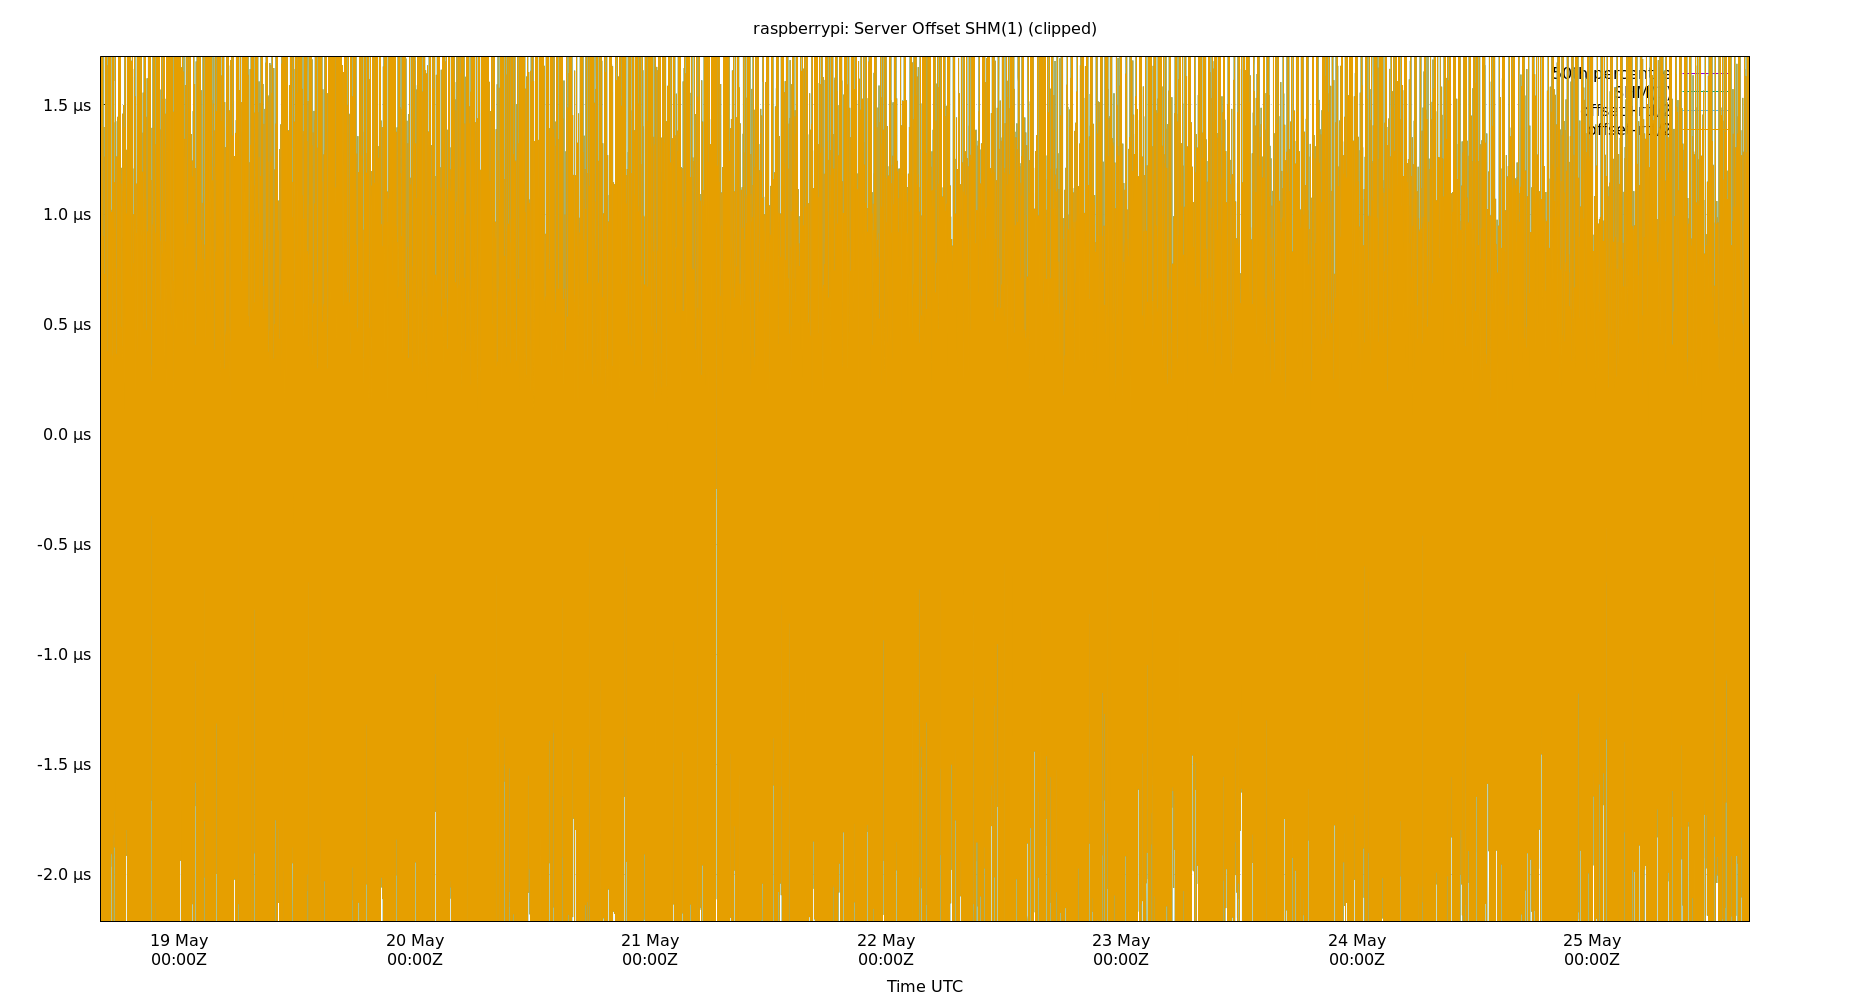 raspberrypi: Server Offset SHM(1) (clipped)
1.5 µs
1.0 µs
0.5 µs
0.0 µs
-0.5 µs
-1.0 µs
-1.5 µs
-2.0 µs
50th percentile
19 May
00:00Z
20 May
00:00Z
21 May
00:00Z
22 May
00:00Z
23 May
00:00Z
24 May
00:00Z
25 May
00:00Z
Time UTC